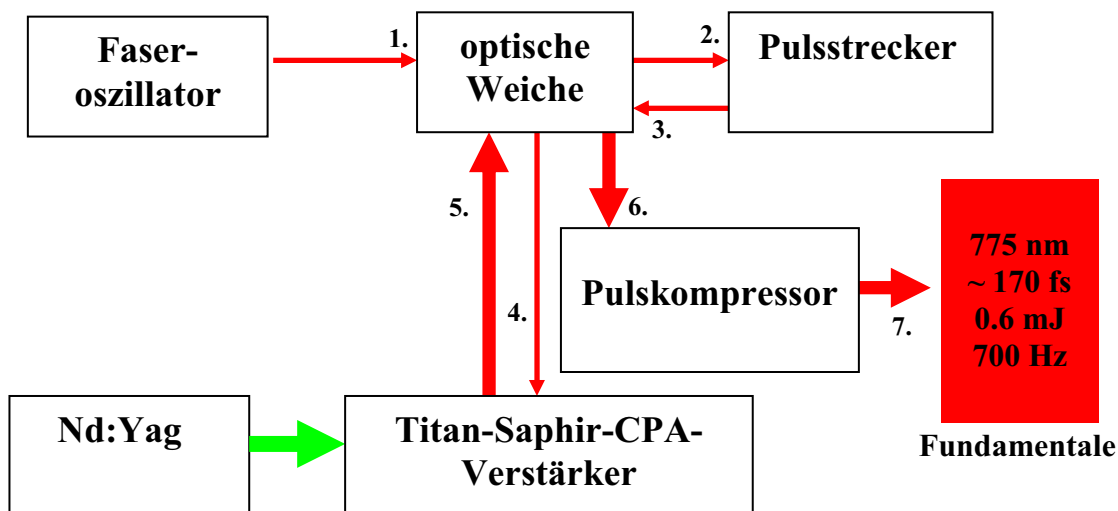 Faser-
oszillator
1.
optische
Weiche
2.
3.
Pulsstrecker
5.
4.
6.
Pulskompressor
7.
775 nm
~ 170 fs
0.6 mJ
700 Hz
Fundamentale
Nd:Yag
Titan-Saphir-CPA-
Verstärker